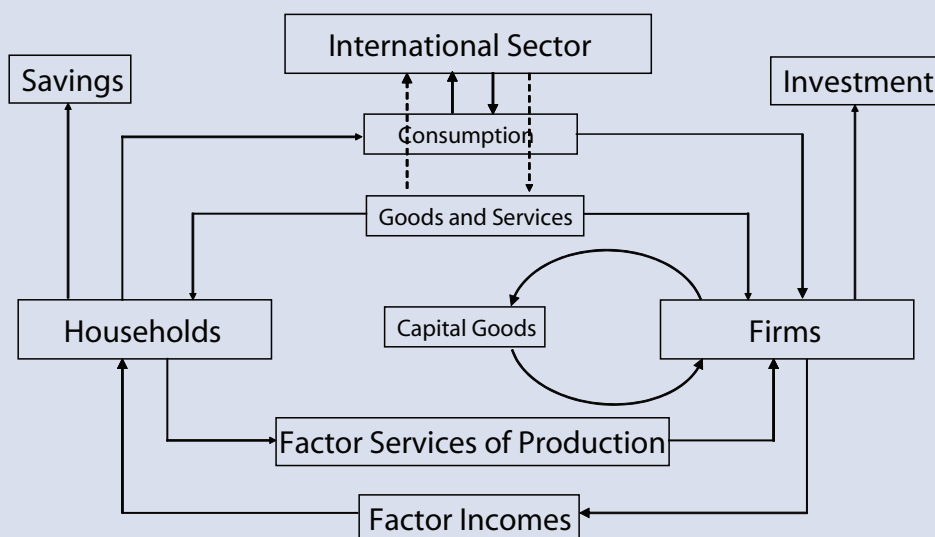 International Sector
Savings
Investment
Consumption
Goods and Services
Households
Capital Goods
Firms
Factor Services of Production
Factor Incomes